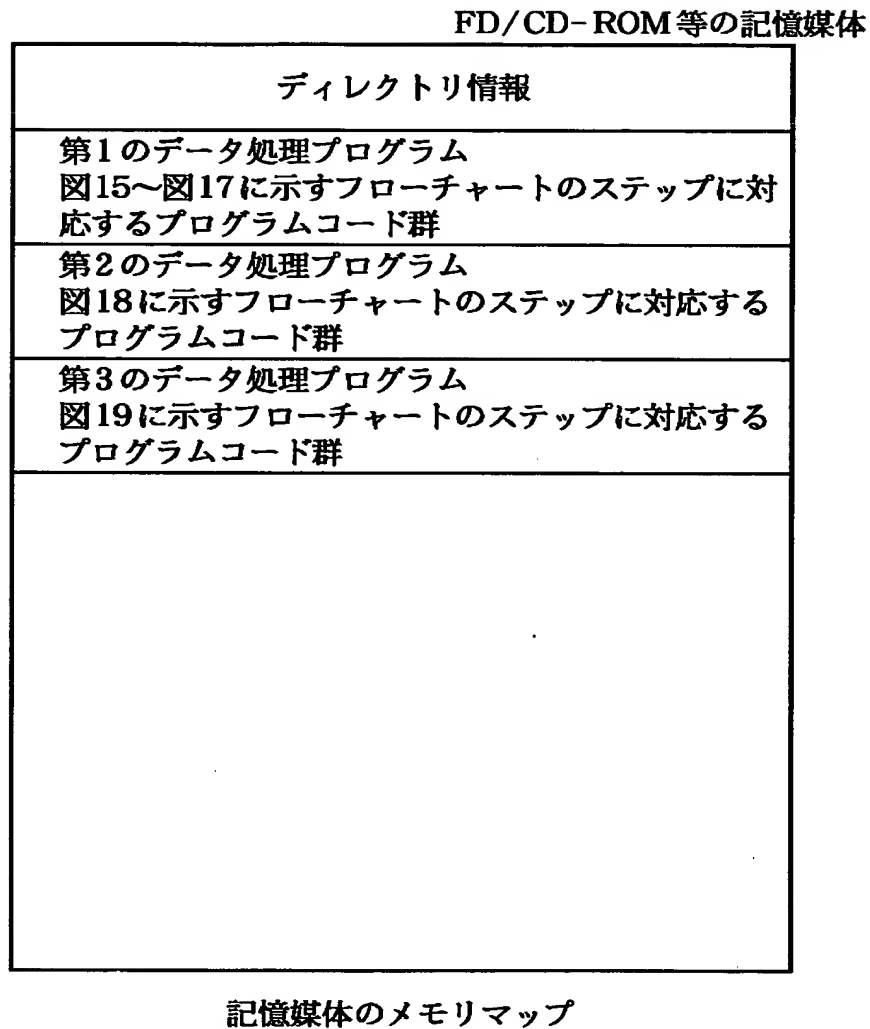 FD/CD-ROM等の記憶媒体
ディレクトリ情報
第1のデータ処理プログラム
図15～図17に示すフローチャートのステップに対
応するプログラムコード群
第2のデータ処理プログラム
図18に示すフローチャートのステップに対応する
プログラムコード群
第3のデータ処理プログラム
図19に示すフローチャートのステップに対応する
プログラムコード群
記憶媒体のメモリマップ